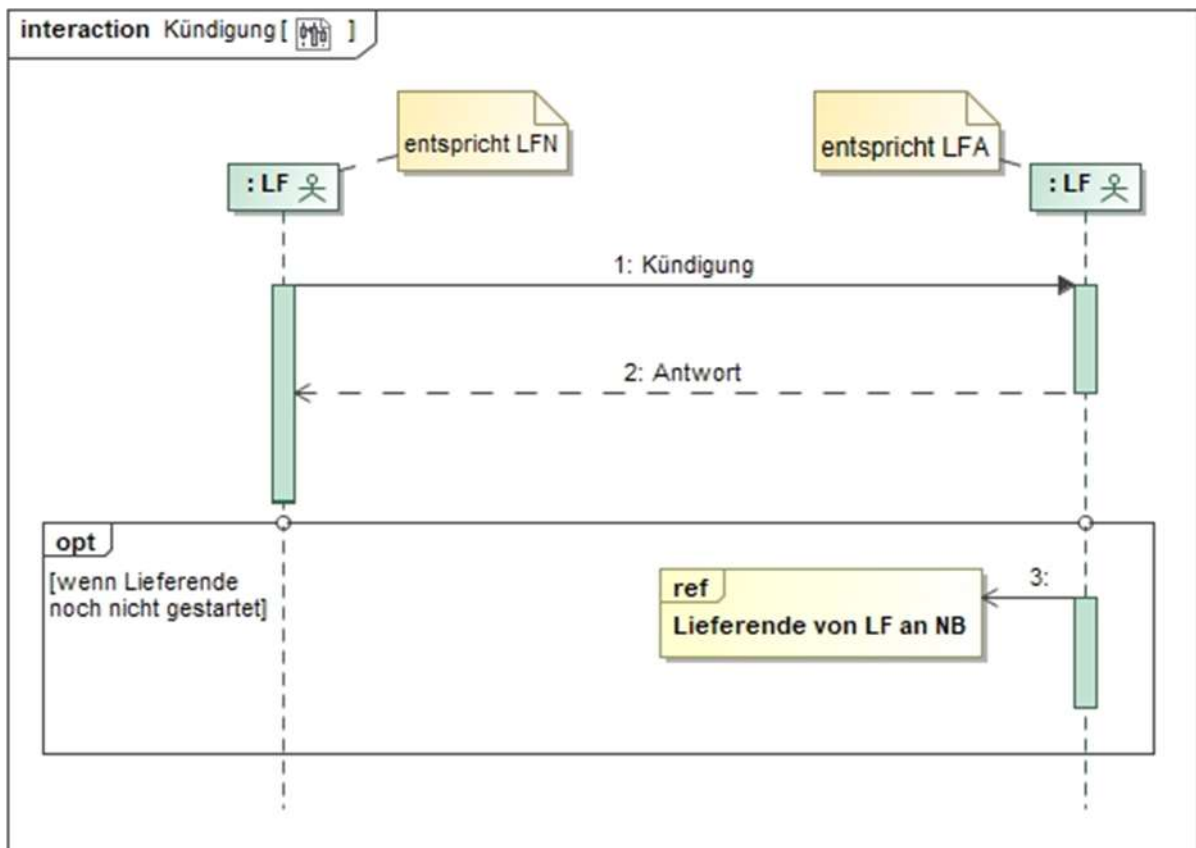 interaction Kündigung [ ]
entspricht LFN
entspricht LFA
: LF
: LF
1: Kündigung
2: Antwort
opt
[wenn Lieferende
noch nicht gestartet]
ref
3:
Lieferende von LF an NB